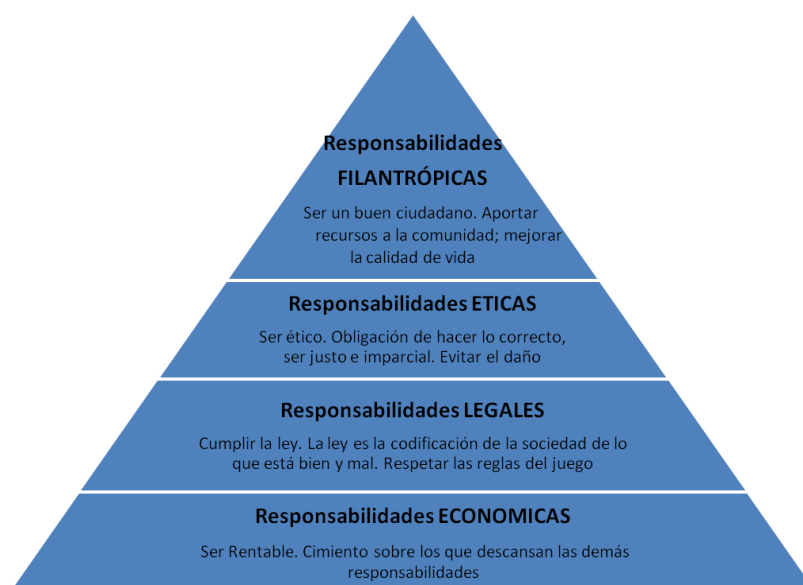 Responsabilidades
FILANTRÓPICAS
Ser un buen ciudadano. Aportar
recursos a la comunidad; mejorar
la calidad de vida
Responsabilidades ETICAS
Ser ético. Obligación de hacer lo correcto,
ser justo e imparcial. Evitar el daño
Responsabilidades LEGALES
Cumplir la ley. La ley es la codificación de la sociedad de lo
que está bien y mal. Respetar las reglas del juego
Responsabilidades ECONOMICAS
Ser Rentable. Cimiento sobre los que descansan las demás
responsabilidades